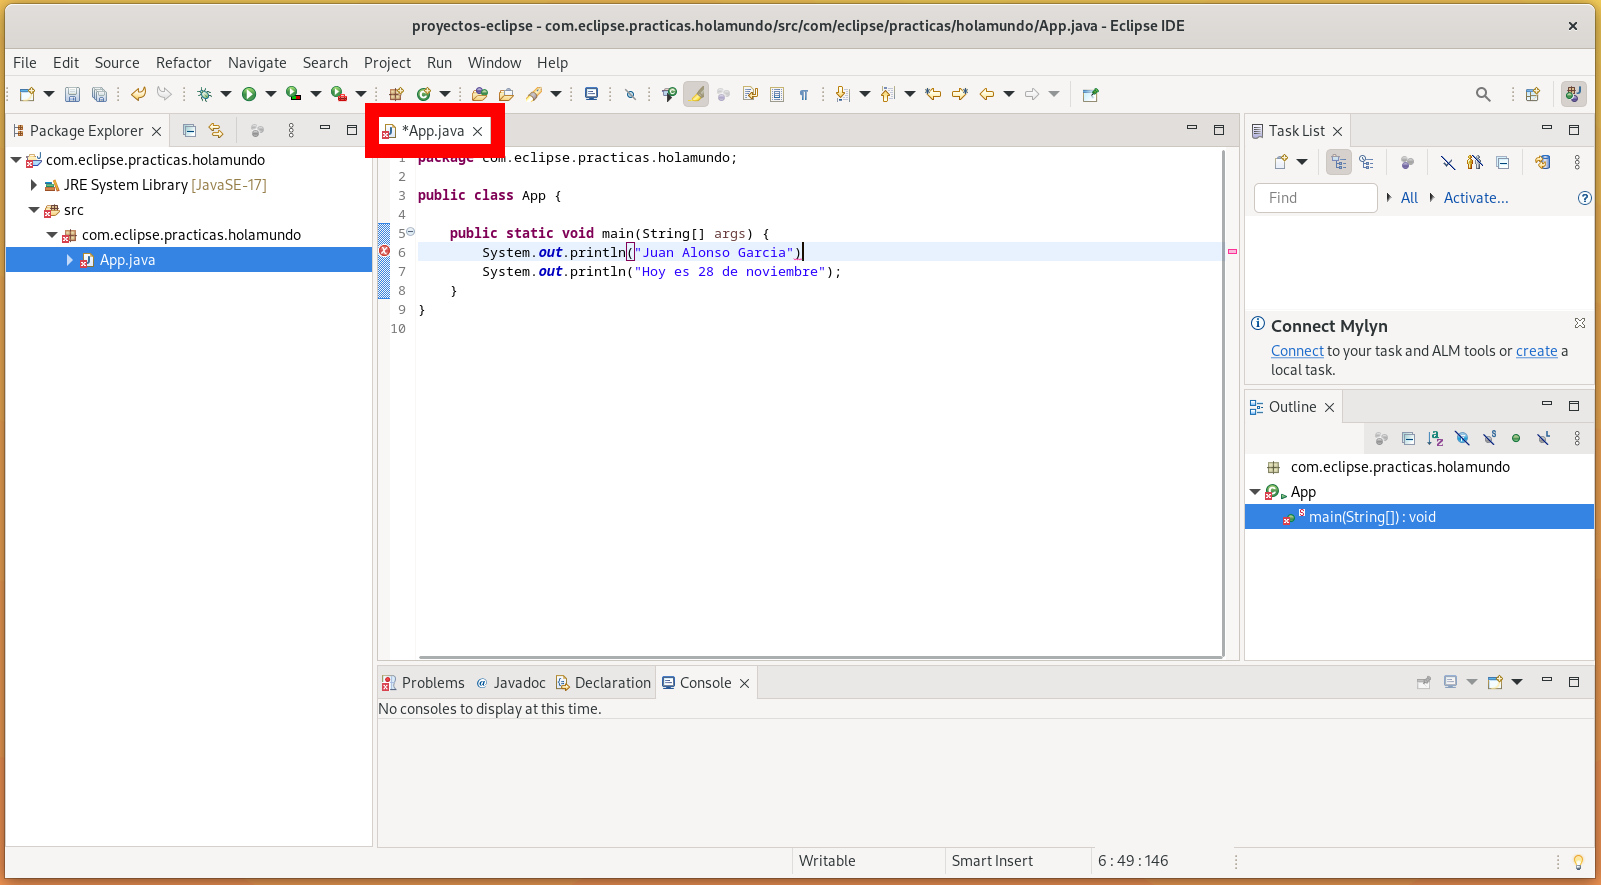 proyectos-eclipse - com.eclipse.practicas.holamundo/src/com/eclipse/practicas/holamundo/App.java - Eclipse IDE
File Edit Source Refactor Navigate Search Project Run Window Help
Package Explorer
com.eclipse.practicas.holamundo
JRE System Library [JavaSE-17]
src
com.eclipse.practicas.holamundo
App.java
*App.java
1 package com.eclipse.practicas.holamundo;
2
3 public class App {
4
5 public static void main(String[] args) {
6 System.out.println("Juan Alonso Garcia")
7 System.out.println("Hoy es 28 de noviembre");
8 }
9 }
10
Task List
Find All Activate...
Connect Mylyn
Connect to your task and ALM tools or create a
local task.
Outline
com.eclipse.practicas.holamundo
App
main(String[]) : void
Problems @ Javadoc Declaration Console
No consoles to display at this time.
Writable Smart Insert 6 : 49 : 146